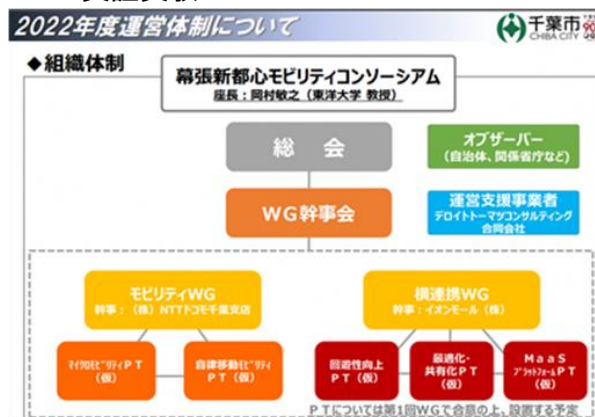 2022年度運営体制について
千葉市
CHIBA CITY
◆組織体制
幕張新都心モビリティコンソーシアム
座長：岡村敏之（東洋大学 教授）
総 会
オブザーバー
（自治体、関係省庁など）
WG幹事会
運営支援事業者
デロイトトーマツコンサルティング
合同会社
モビリティWG
幹事：（株）NTTドコモ千葉支店
横連携WG
幹事：イオンモール（株）
マイクロモビリティPT
（仮）
自律移動モビリティ
PT（仮）
回遊性向上
PT（仮）
最適化・
共有化PT
（仮）
MaaS
プラットフォームPT
（仮）
PTについては第1回WGで合意の上、設置する予定